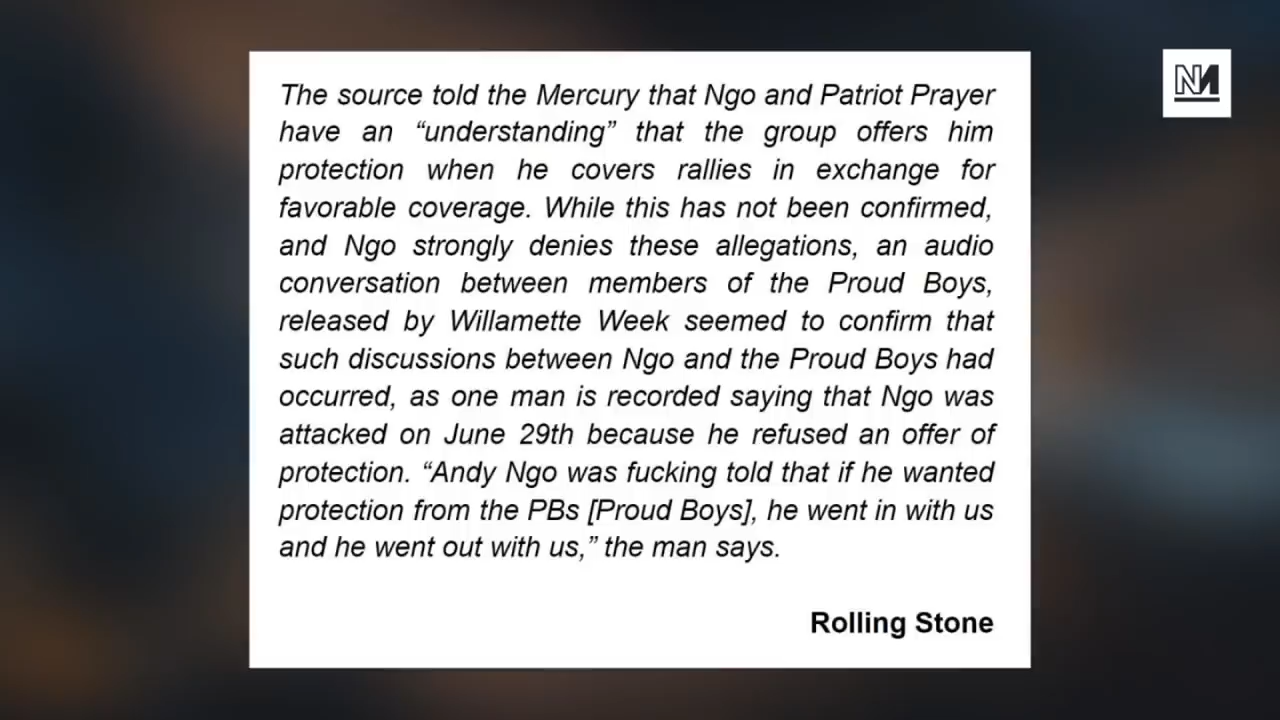 The source told the Mercury that Ngo and Patriot Prayer
have an “understanding” that the group offers him
protection when he covers rallies in exchange for
favorable coverage. While this has not been confirmed,
and Ngo strongly denies these allegations, an audio
conversation between members of the Proud Boys,
released by Willamette Week seemed to confirm that
such discussions between Ngo and the Proud Boys had
occurred, as one man is recorded saying that Ngo was
attacked on June 29th because he refused an offer of
protection. “Andy Ngo was fucking told that if he wanted
protection from the PBs [Proud Boys], he went in with us
and he went out with us,” the man says.
Rolling Stone
NM